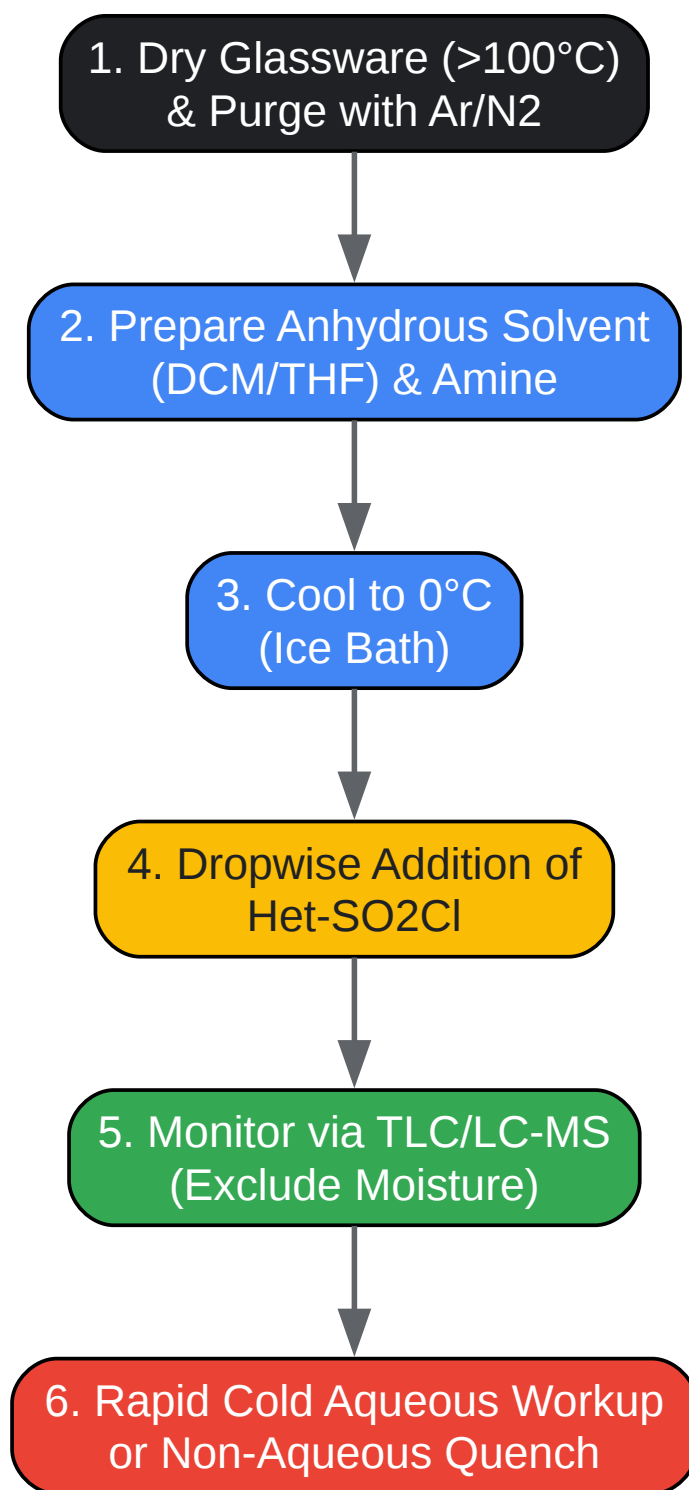 1. Dry Glassware (>100°C)
& Purge with Ar/N2
2. Prepare Anhydrous Solvent
(DCM/THF) & Amine
3. Cool to 0°C
(Ice Bath)
4. Dropwise Addition of
Het-SO2Cl
5. Monitor via TLC/LC-MS
(Exclude Moisture)
6. Rapid Cold Aqueous Workup
or Non-Aqueous Quench